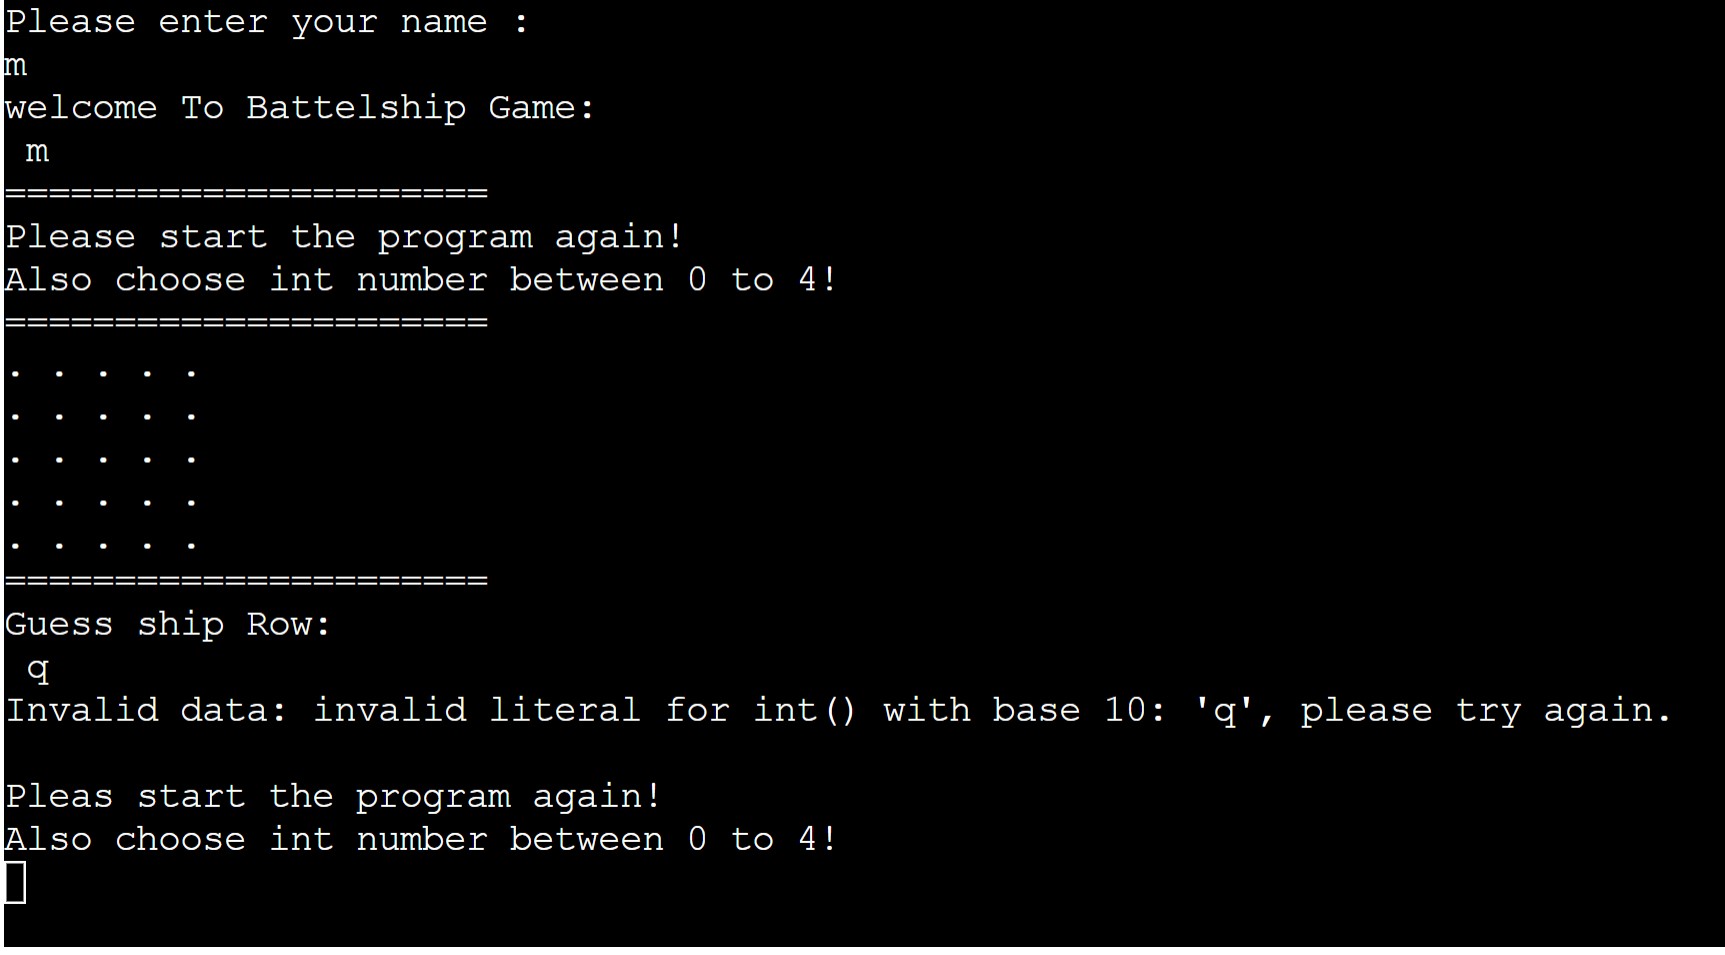 Please enter your name :
m
welcome To Battelship Game:
 m
======================
Please start the program again!
Also choose int number between 0 to 4!
======================
. . . . .
. . . . .
. . . . .
. . . . .
. . . . .
======================
Guess ship Row:
 q
Invalid data: invalid literal for int() with base 10: 'q', please try again.

Pleas start the program again!
Also choose int number between 0 to 4!